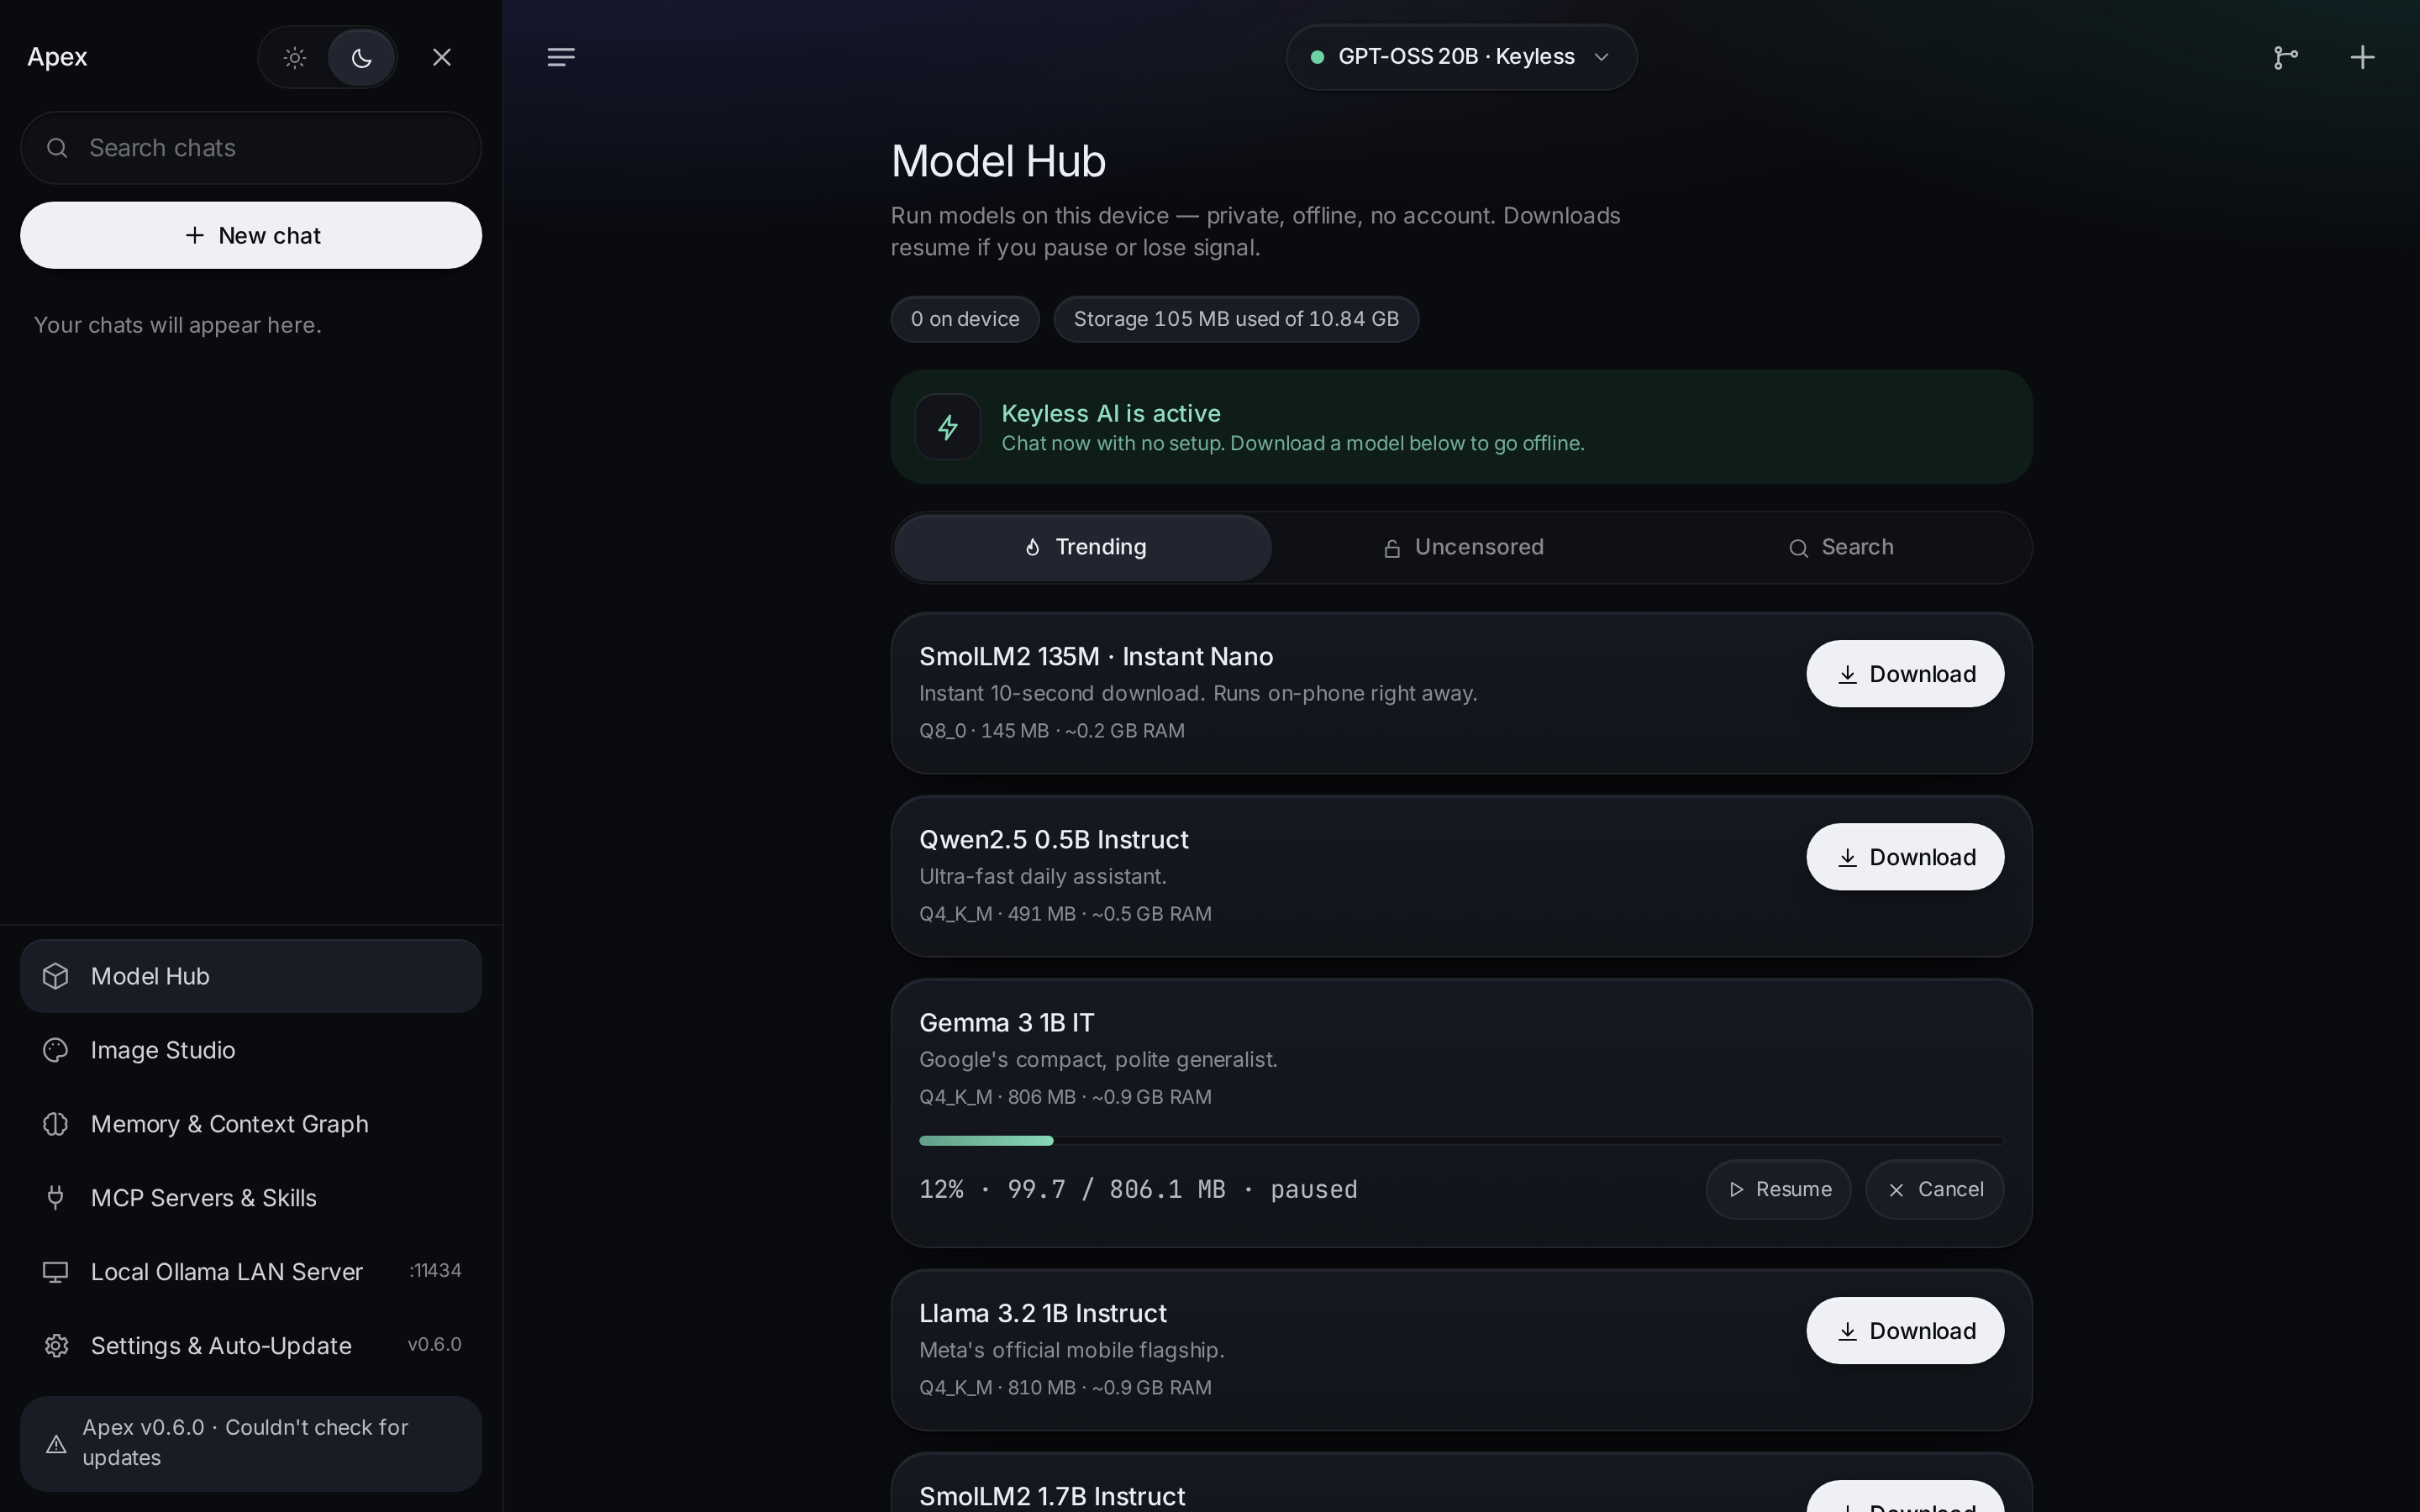 Apex
Search chats
New chat
Your chats will appear here.
Model Hub
Image Studio
Memory & Context Graph
MCP Servers & Skills
Local Ollama LAN Server :11434
Settings & Auto-Update v0.6.0
Apex v0.6.0 · Couldn't check for
updates
GPT-OSS 20B · Keyless
Model Hub
Run models on this device — private, offline, no account. Downloads
resume if you pause or lose signal.
0 on device
Storage 105 MB used of 10.84 GB
Keyless AI is active
Chat now with no setup. Download a model below to go offline.
Trending
Uncensored
Search
SmolLM2 135M · Instant Nano
Instant 10-second download. Runs on-phone right away.
Q8_0 · 145 MB · ~0.2 GB RAM
Download
Qwen2.5 0.5B Instruct
Ultra-fast daily assistant.
Q4_K_M · 491 MB · ~0.5 GB RAM
Download
Gemma 3 1B IT
Google's compact, polite generalist.
Q4_K_M · 806 MB · ~0.9 GB RAM
12% · 99.7 / 806.1 MB · paused
Resume
Cancel
Llama 3.2 1B Instruct
Meta's official mobile flagship.
Q4_K_M · 810 MB · ~0.9 GB RAM
Download
SmolLM2 1.7B Instruct
Download